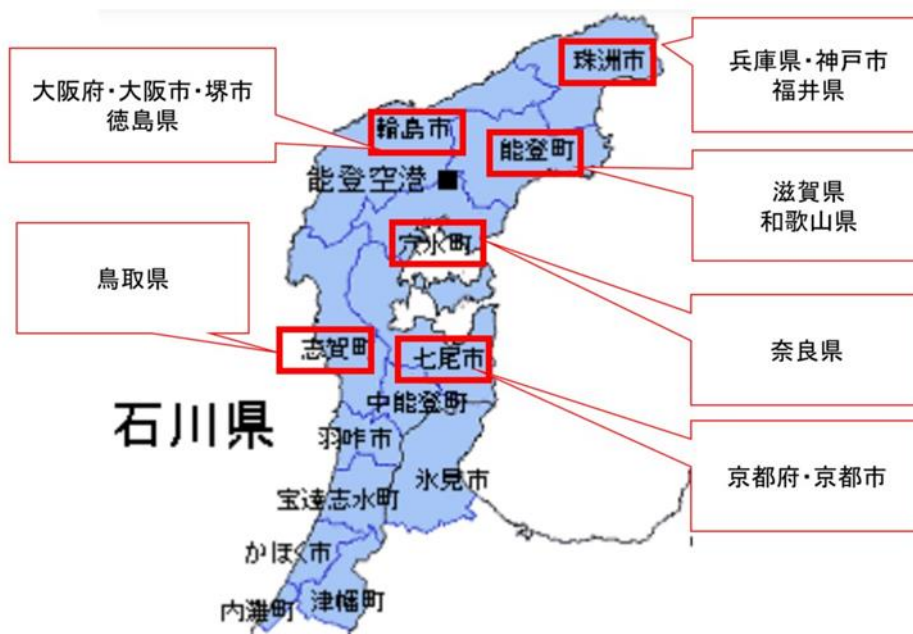 珠洲市
兵庫県・神戸市
福井県
大阪府・大阪市・堺市
徳島県
輪島市
能登町
能登空港
滋賀県
和歌山県
穴水町
鳥取県
志賀町
七尾市
奈良県
中能登町
石川県
羽咋市
氷見市
京都府・京都市
宝達志水町
かほく市
内灘町
津幡町